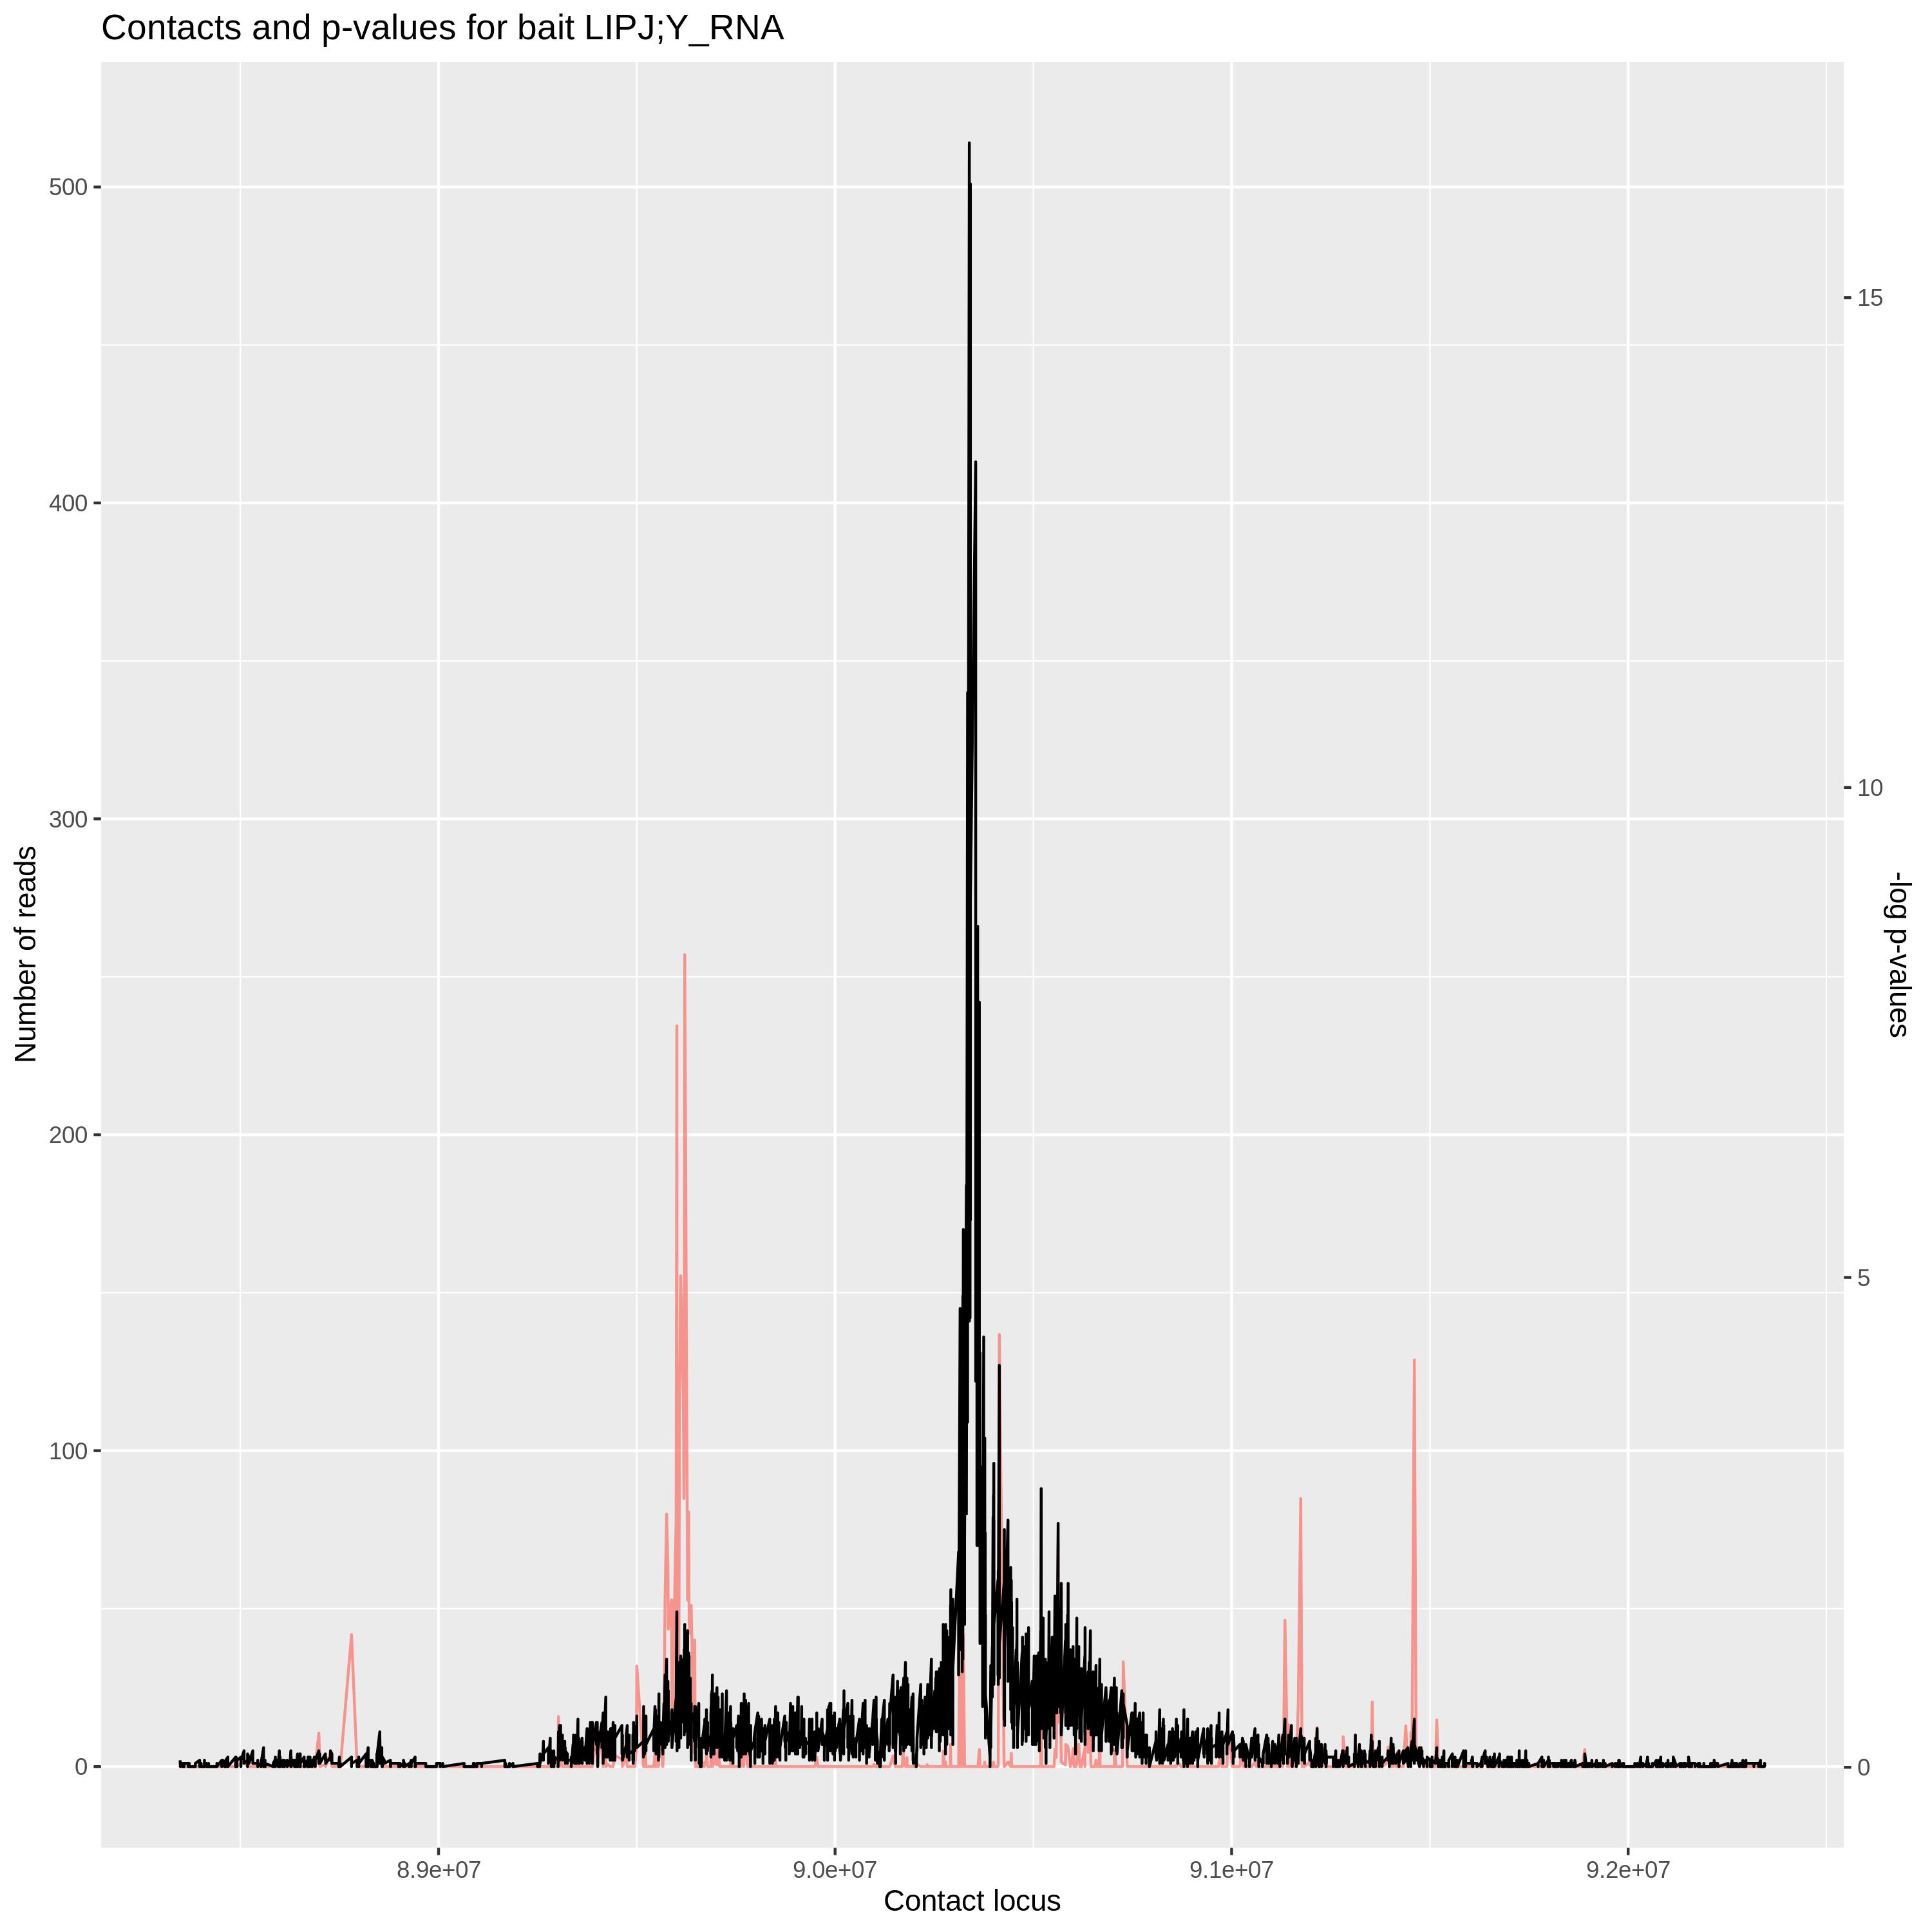 Contacts and p-values for bait LIPJ;Y_RNA
500
400
300
200
100
0
Number of reads
15
10
5
0
-log p-values
8.9e+07 9.0e+07 9.1e+07 9.2e+07
Contact locus